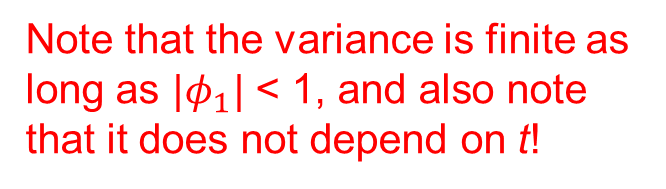 Note that the variance is finite as
long as |ϕ₁| < 1, and also note
that it does not depend on t!